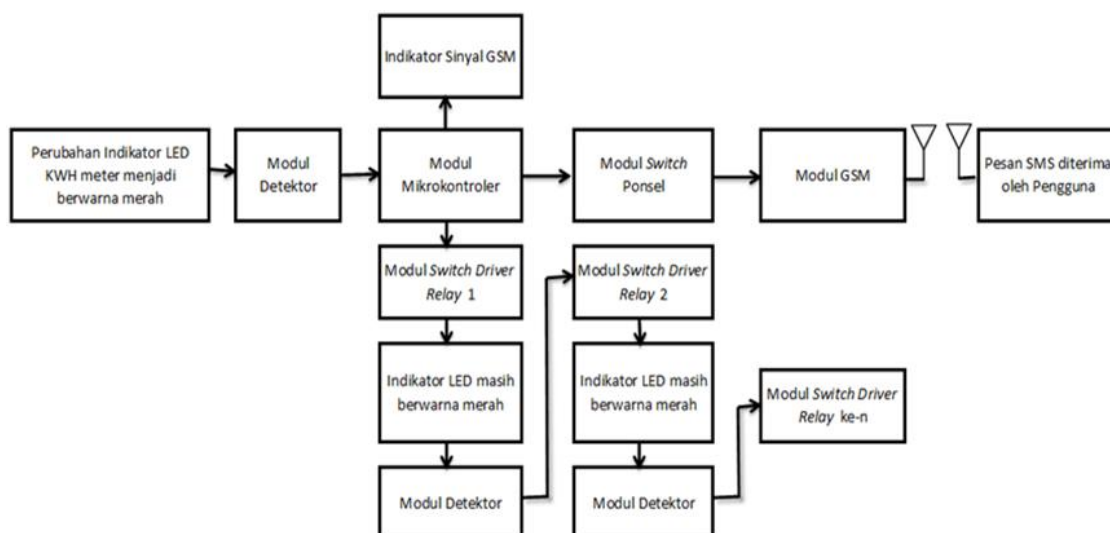 Indikator Sinyal GSM
Perubahan Indikator LED
KWH meter menjadi
berwarna merah
Modul
Detektor
Modul
Mikrokontroler
Modul Switch
Ponsel
Modul GSM
Pesan SMS diterima
oleh Pengguna
Modul Switch Driver
Relay 1
Modul Switch Driver
Relay 2
Indikator LED masih
berwarna merah
Indikator LED masih
berwarna merah
Modul Switch Driver
Relay ke-n
Modul Detektor
Modul Detektor